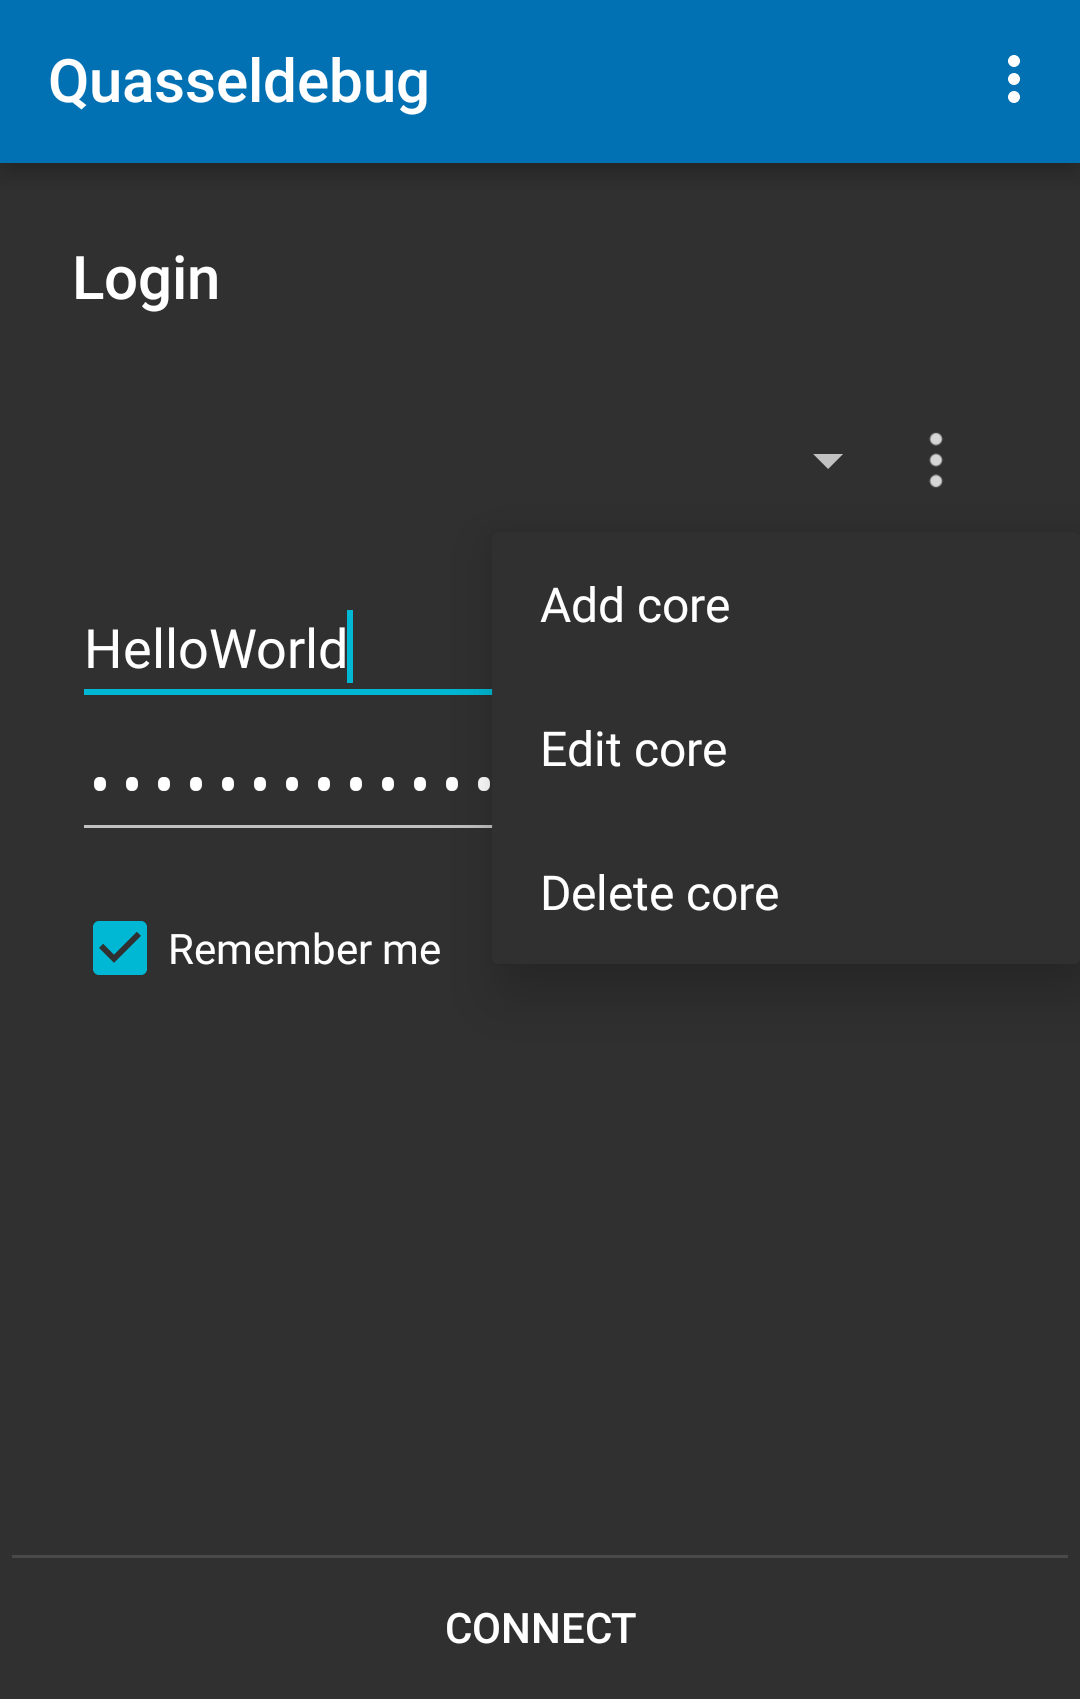 Quasseldebug
Login
Add core
HelloWorld
Edit core
Delete core
Remember me
CONNECT